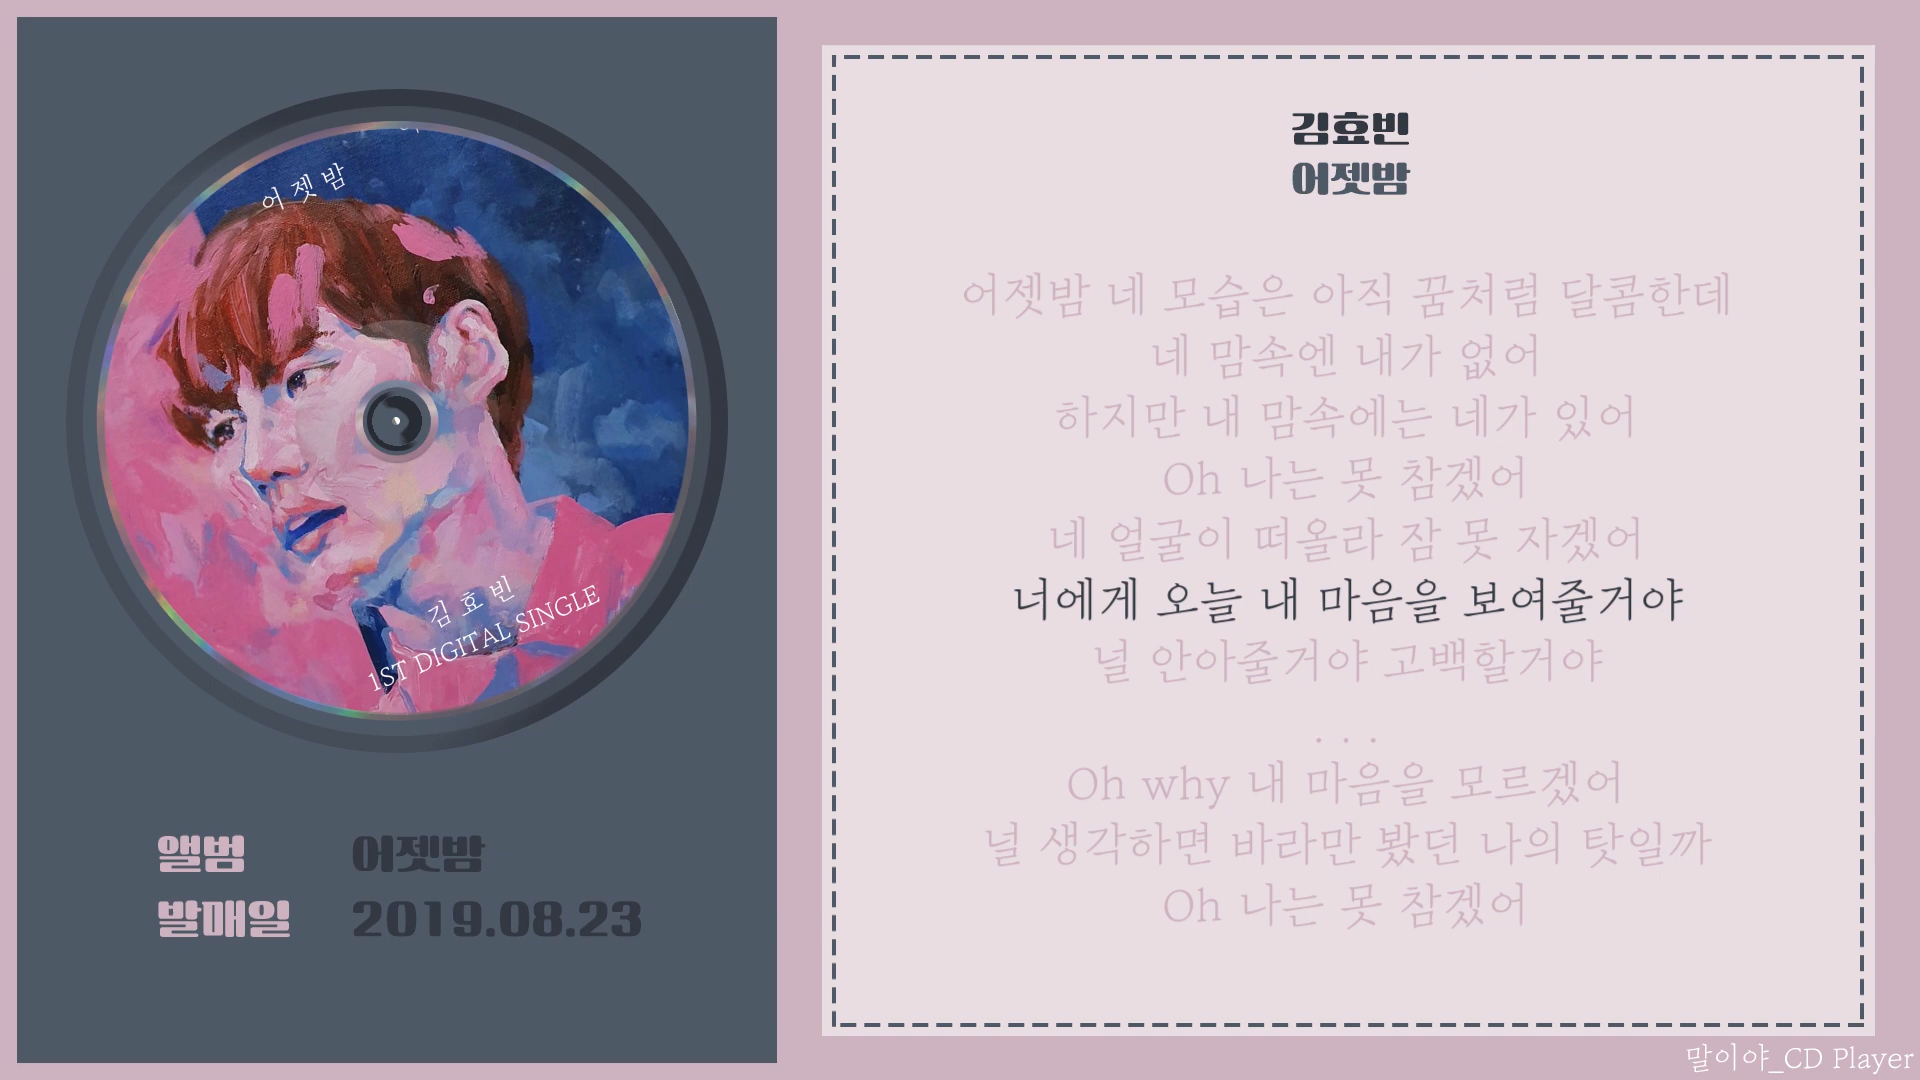 어젯밤
김효빈
1ST DIGITAL SINGLE
앨범 어젯밤
발매일 2019.08.23
김효빈
어젯밤
어젯밤 네 모습은 아직 꿈처럼 달콤한데
네 맘속엔 내가 없어
하지만 내 맘속에는 네가 있어
Oh 나는 못 참겠어
네 얼굴이 떠올라 잠 못 자겠어
너에게 오늘 내 마음을 보여줄거야
널 안아줄거야 고백할거야
. . .
Oh why 내 마음을 모르겠어
널 생각하면 바라만 봤던 나의 탓일까
Oh 나는 못 참겠어
말이야_CD Player